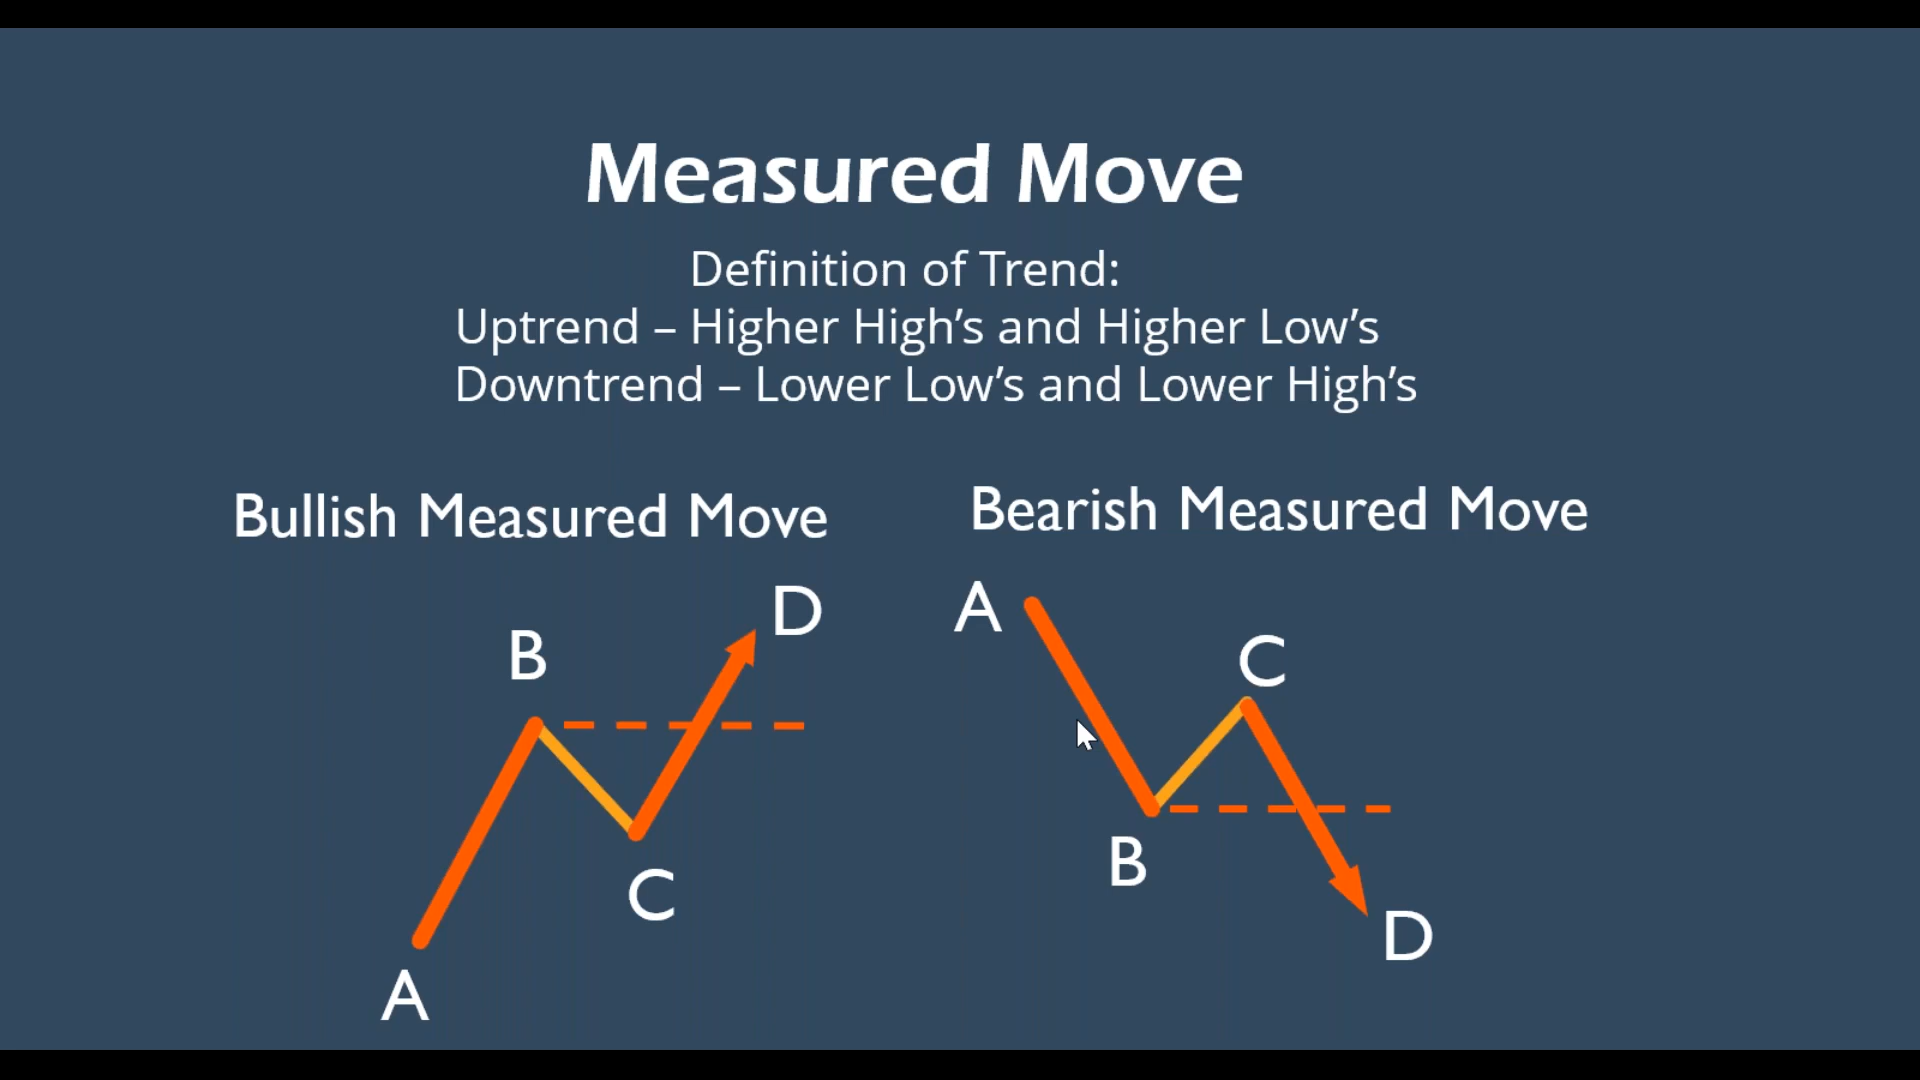 Measured Move
Definition of Trend:
Uptrend – Higher High’s and Higher Low’s
Downtrend – Lower Low’s and Lower High’s
Bullish Measured Move
Bearish Measured Move
D
B
C
A
A
C
B
D